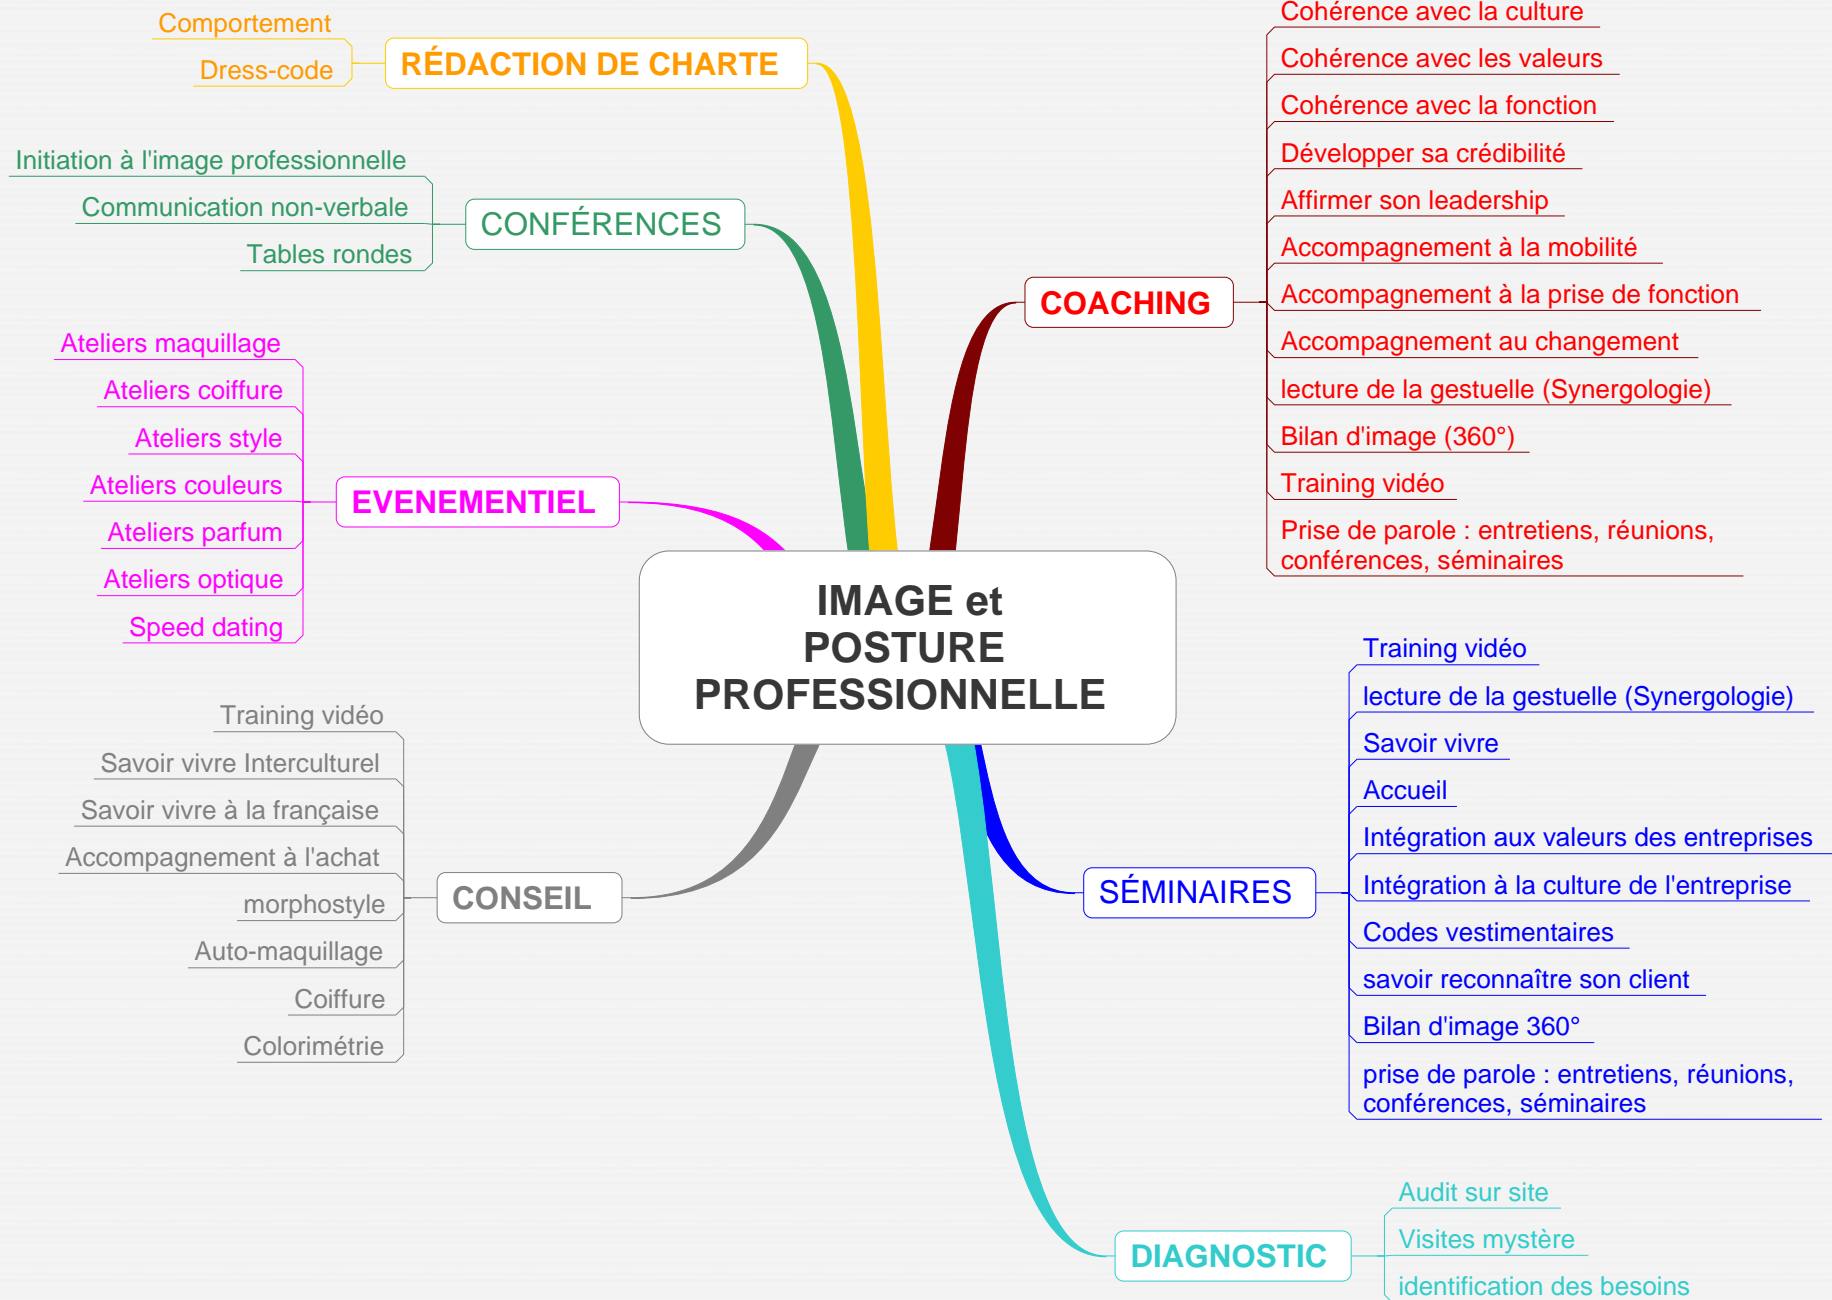 IMAGE et
POSTURE
PROFESSIONNELLE
RÉDACTION DE CHARTE
Comportement
Dress-code
CONFÉRENCES
Initiation à l'image professionnelle
Communication non-verbale
Tables rondes
EVENEMENTIEL
Ateliers maquillage
Ateliers coiffure
Ateliers style
Ateliers couleurs
Ateliers parfum
Ateliers optique
Speed dating
CONSEIL
Training vidéo
Savoir vivre Interculturel
Savoir vivre à la française
Accompagnement à l'achat
morphostyle
Auto-maquillage
Coiffure
Colorimétrie
COACHING
Cohérence avec la culture
Cohérence avec les valeurs
Cohérence avec la fonction
Développer sa crédibilité
Affirmer son leadership
Accompagnement à la mobilité
Accompagnement à la prise de fonction
Accompagnement au changement
lecture de la gestuelle (Synergologie)
Bilan d'image (360°)
Training vidéo
Prise de parole : entretiens, réunions,
conférences, séminaires
SÉMINAIRES
Training vidéo
lecture de la gestuelle (Synergologie)
Savoir vivre
Accueil
Intégration aux valeurs des entreprises
Intégration à la culture de l'entreprise
Codes vestimentaires
savoir reconnaître son client
Bilan d'image 360°
prise de parole : entretiens, réunions,
conférences, séminaires
DIAGNOSTIC
Audit sur site
Visites mystère
identification des besoins